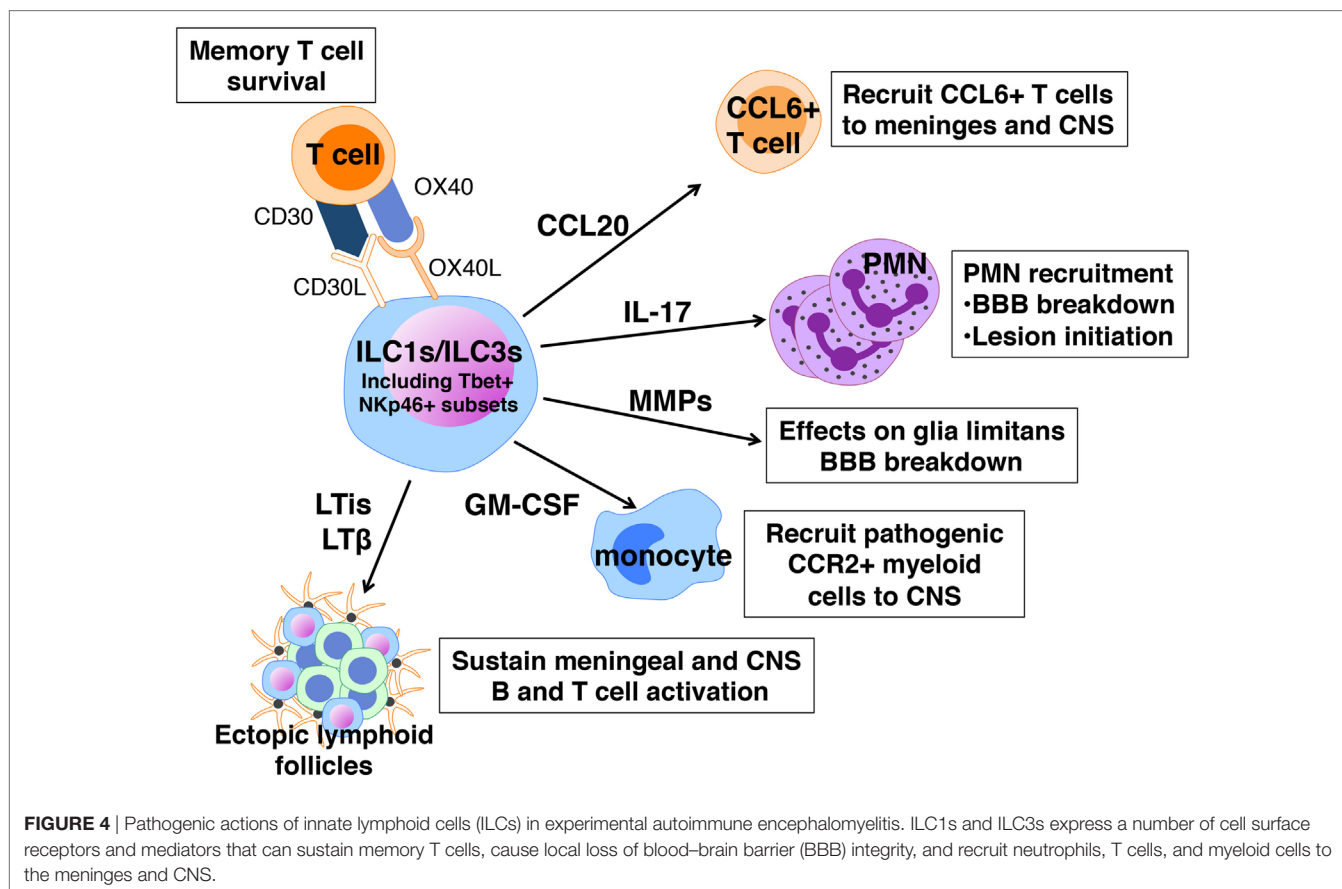 Memory T cell
survival
T cell
OX40
CD30
OX40L
CD30L
CCL6+
T cell
Recruit CCL6+ T cells
to meninges and CNS
CCL20
PMN
PMN recruitment
•BBB breakdown
•Lesion initiation
IL-17
ILC1s/ILC3s
Including Tbet+
NKp46+ subsets
MMPs
Effects on glia limitans
BBB breakdown
GM-CSF
monocyte
Recruit pathogenic
CCR2+ myeloid
cells to CNS
LTis
LTβ
Ectopic lymphoid
follicles
Sustain meningeal and CNS
B and T cell activation
FIGURE 4 | Pathogenic actions of innate lymphoid cells (ILCs) in experimental autoimmune encephalomyelitis. ILC1s and ILC3s express a number of cell surface
receptors and mediators that can sustain memory T cells, cause local loss of blood–brain barrier (BBB) integrity, and recruit neutrophils, T cells, and myeloid cells to
the meninges and CNS.